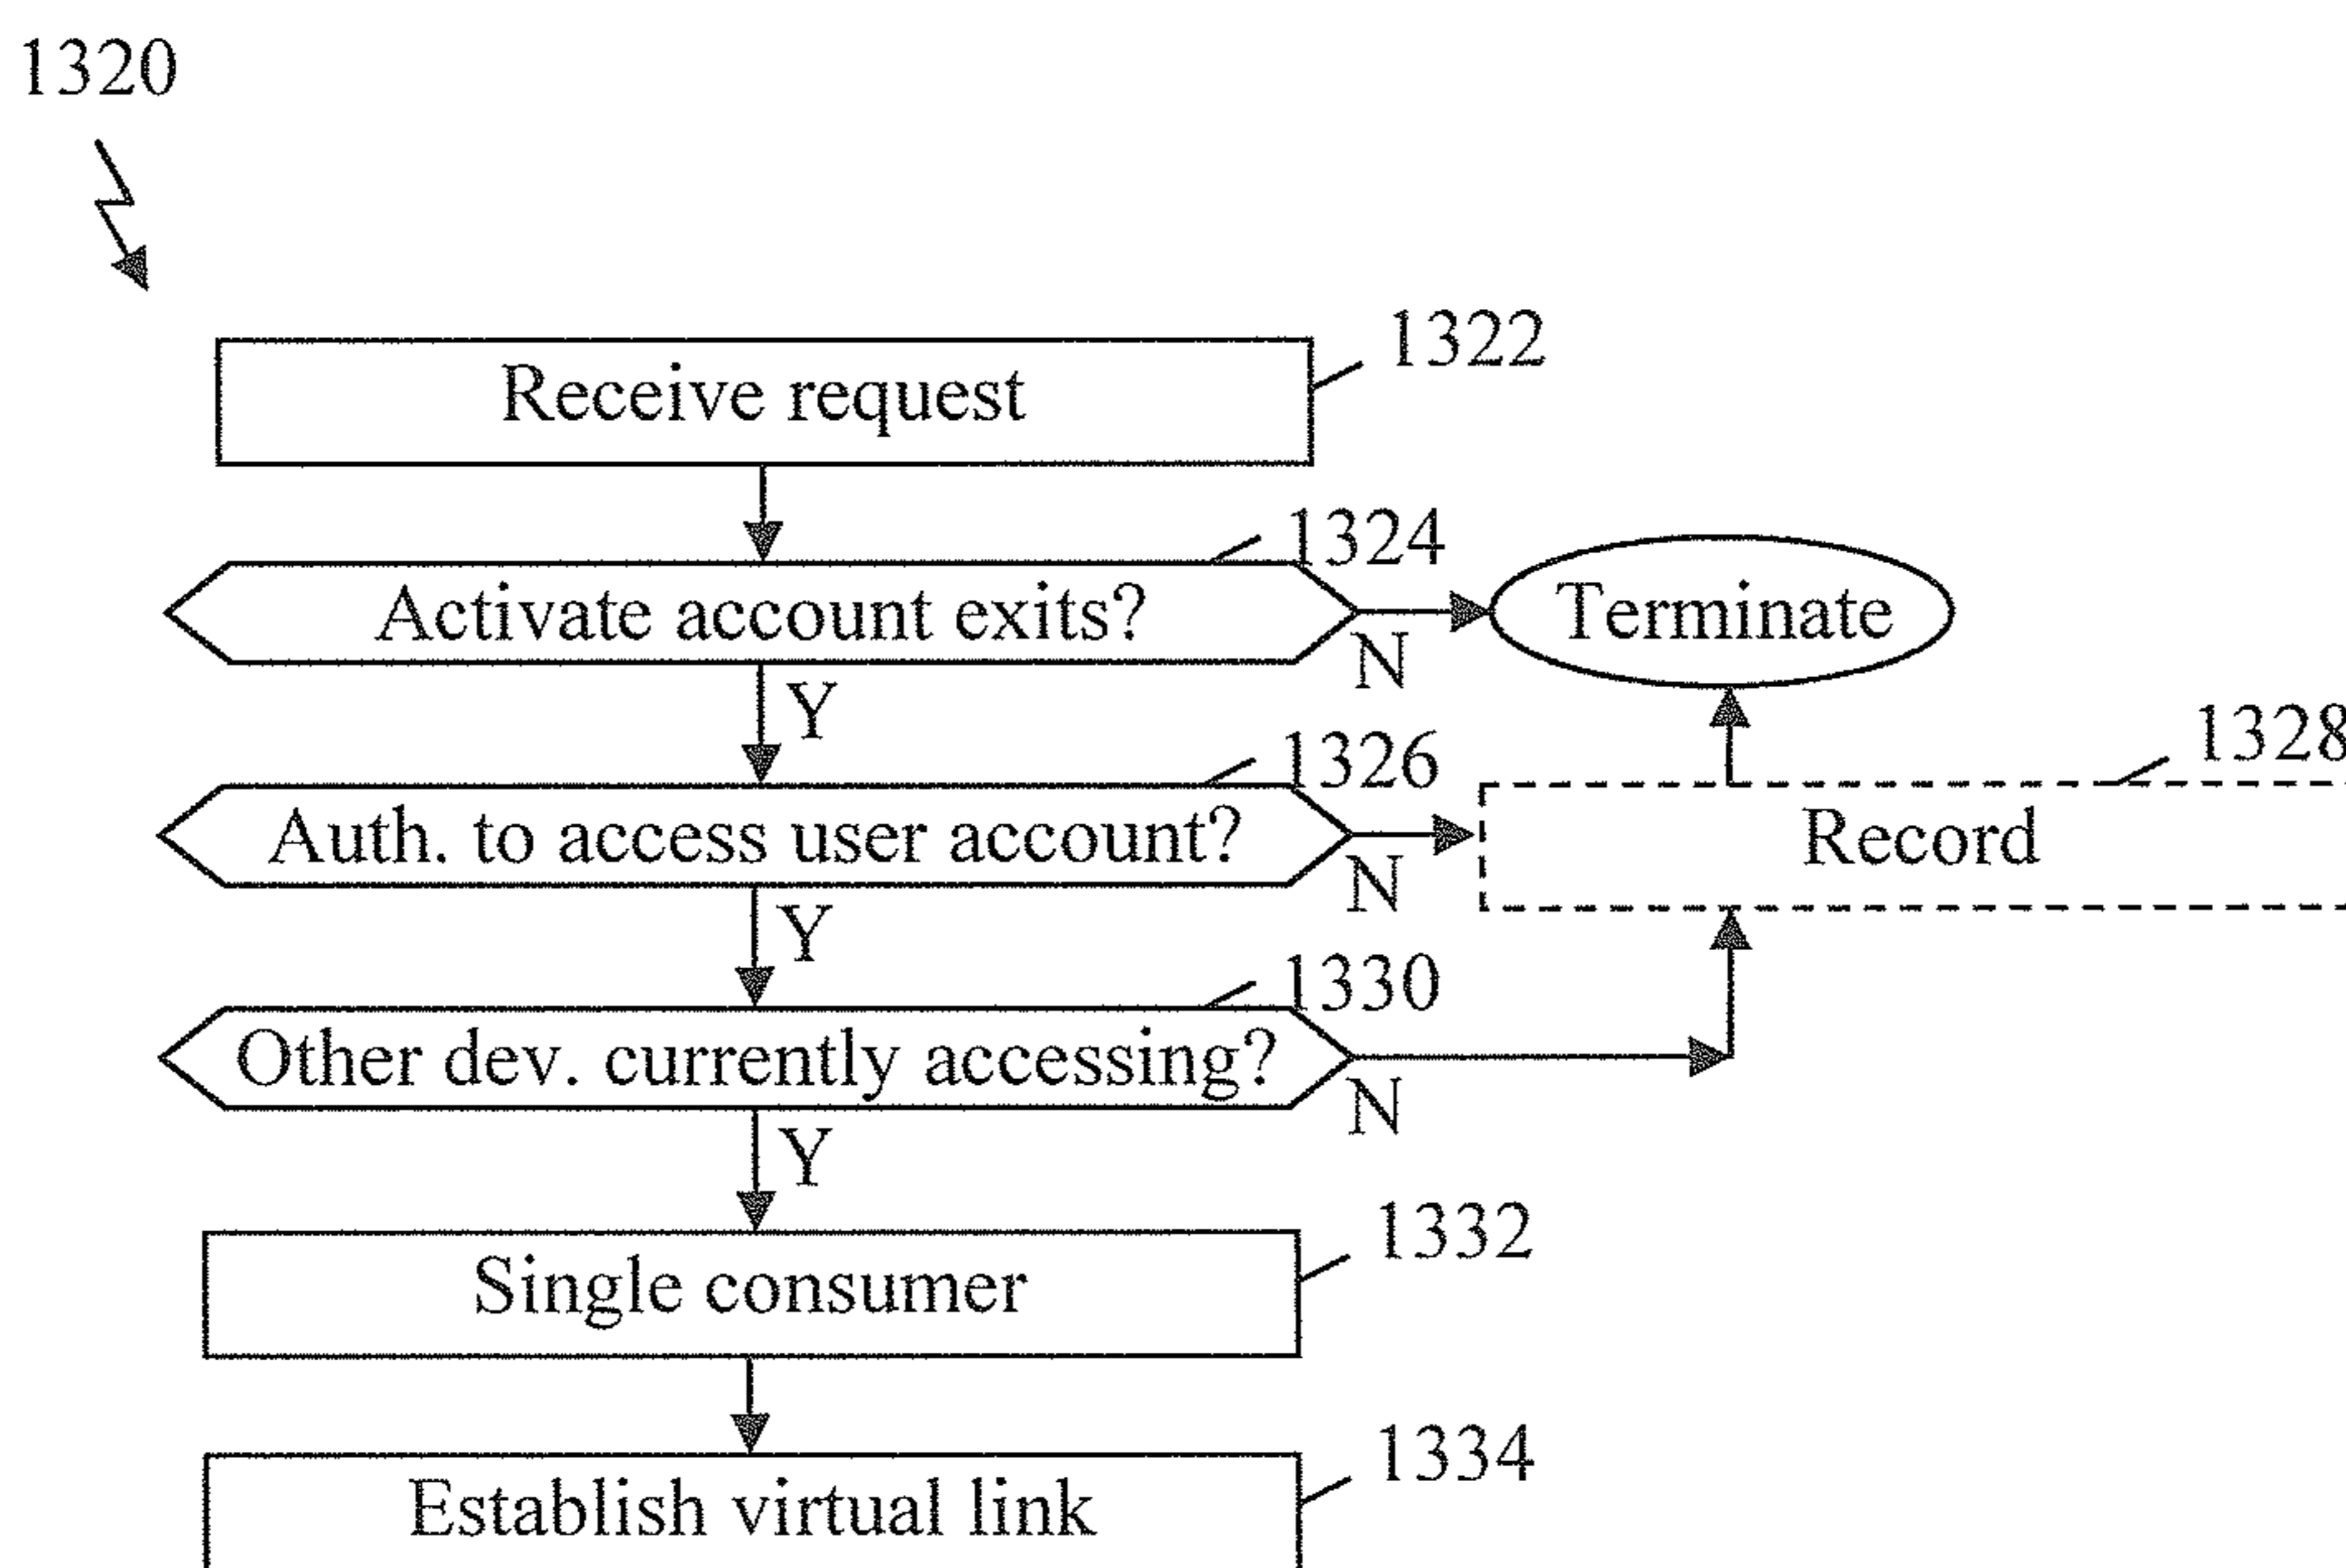 1320
1322
Receive request
1324
Activate account exits?
N
Terminate
Y
1326
Auth. to access user account?
N
1328
Record
Y
1330
Other dev. currently accessing?
N
Y
1332
Single consumer
1334
Establish virtual link